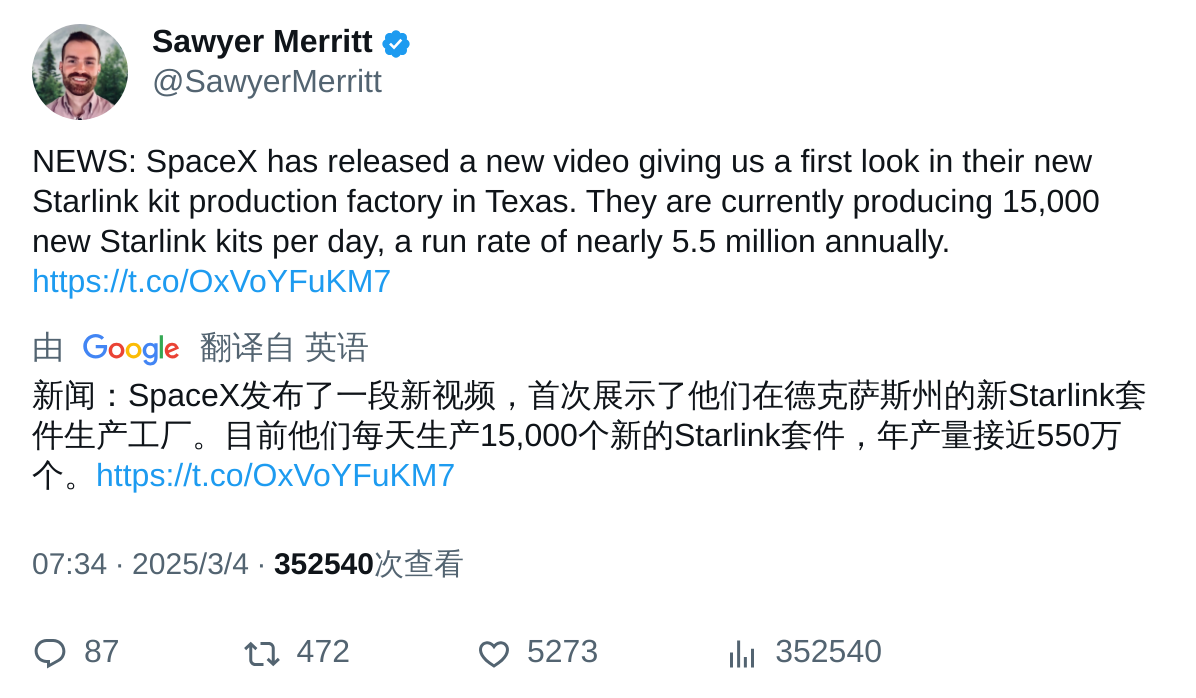 Sawyer Merritt
@SawyerMerritt
NEWS: SpaceX has released a new video giving us a first look in their new
Starlink kit production factory in Texas. They are currently producing 15,000
new Starlink kits per day, a run rate of nearly 5.5 million annually.
https://t.co/OxVoYFuKM7
由 Google 翻译自 英语
新闻：SpaceX发布了一段新视频，首次展示了他们在德克萨斯州的新Starlink套
件生产工厂。目前他们每天生产15,000个新的Starlink套件，年产量接近550万
个。https://t.co/OxVoYFuKM7
07:34 · 2025/3/4 · 352540次查看
87 472 5273 352540